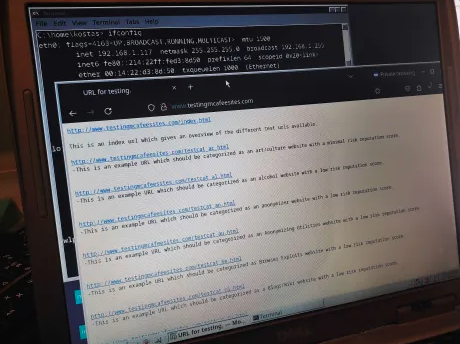 Terminal
File Edit View Terminal Tabs Help
C:\home\kostas> ifconfig
eth0: flags=4163<UP,BROADCAST,RUNNING,MULTICAST> mtu 1500
inet 192.168.1.117 netmask 255.255.255.0 broadcast 192.168.1.255
inet6 fe80::214:22ff:fed3:8d50 prefixlen 64 scopeid 0x20<link>
ether 00:14:22:d3:8d:50 txqueuelen 1000 (Ethernet)
lo
URL for testing.
Private browsing
www.testingmcafeesites.com
http://www.testingmcafeesites.com/index.html
This is an index url which gives an overview of the different test urls available.
http://www.testingmcafeesites.com/testcat_ac.html
-This is an example URL which should be categorized as an art/culture website with a minimal risk reputation score.
http://www.testingmcafeesites.com/testcat_al.html
-This is an example URL which should be categorized as an alcohol website with a low risk reputation score.
http://www.testingmcafeesites.com/testcat_an.html
-This is an example URL which should be categorized as an Anonymizer website with a low risk reputation score.
http://www.testingmcafeesites.com/testcat_au.html
-This is an example URL which should be categorized as an Anonymizing Utilities website with a low risk reputation score.
http://www.testingmcafeesites.com/testcat_be.html
-This is an example URL which should be categorized as Browser Exploits website with a low risk reputation score.
-This is an example URL which should be categorized as a Blogs/Wiki website with a low risk reputation score.
URL for testing. — Mo...
Terminal